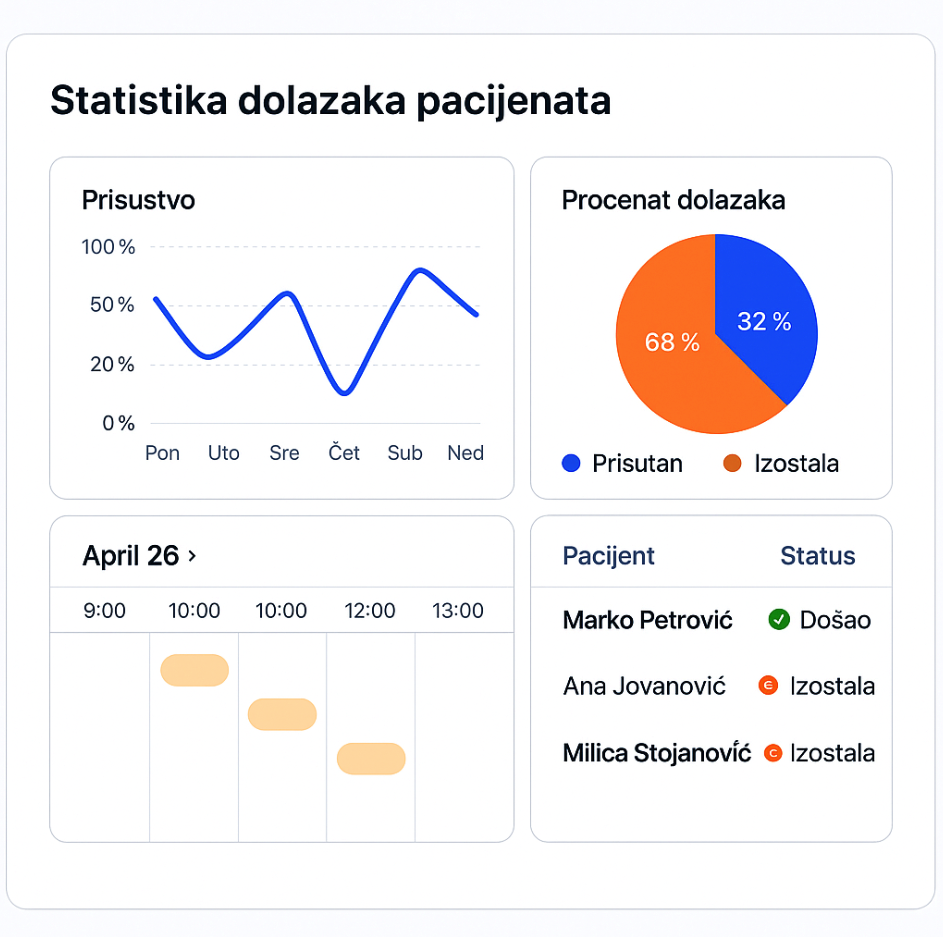 Statistika dolazaka pacijenata
Prisustvo
100 %
50 %
20 %
0 %
Pon Uto Sre Čet Sub Ned
Procenat dolazaka
32 %
68 %
Prisutan Izostala
April 26 ›
9:00 10:00 10:00 12:00 13:00
Pacijent Status
Marko Petrović Došao
Ana Jovanović Izostala
Milica Stojanović Izostala